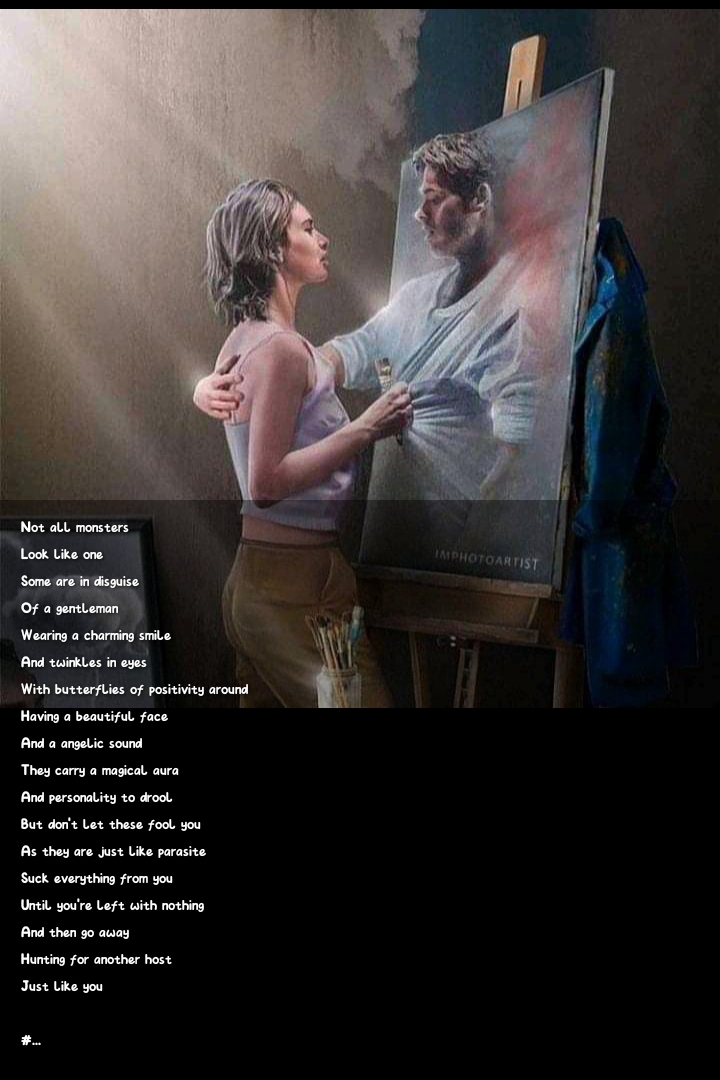 IMPHOTOARTIST
Not all monsters
Look like one
Some are in disguise
Of a gentleman
Wearing a charming smile
And twinkles in eyes
With butterflies of positivity around
Having a beautiful face
And a angelic sound
They carry a magical aura
And personality to drool
But don't let these fool you
As they are just like parasite
Suck everything from you
Until you're left with nothing
And then go away
Hunting for another host
Just like you
#...